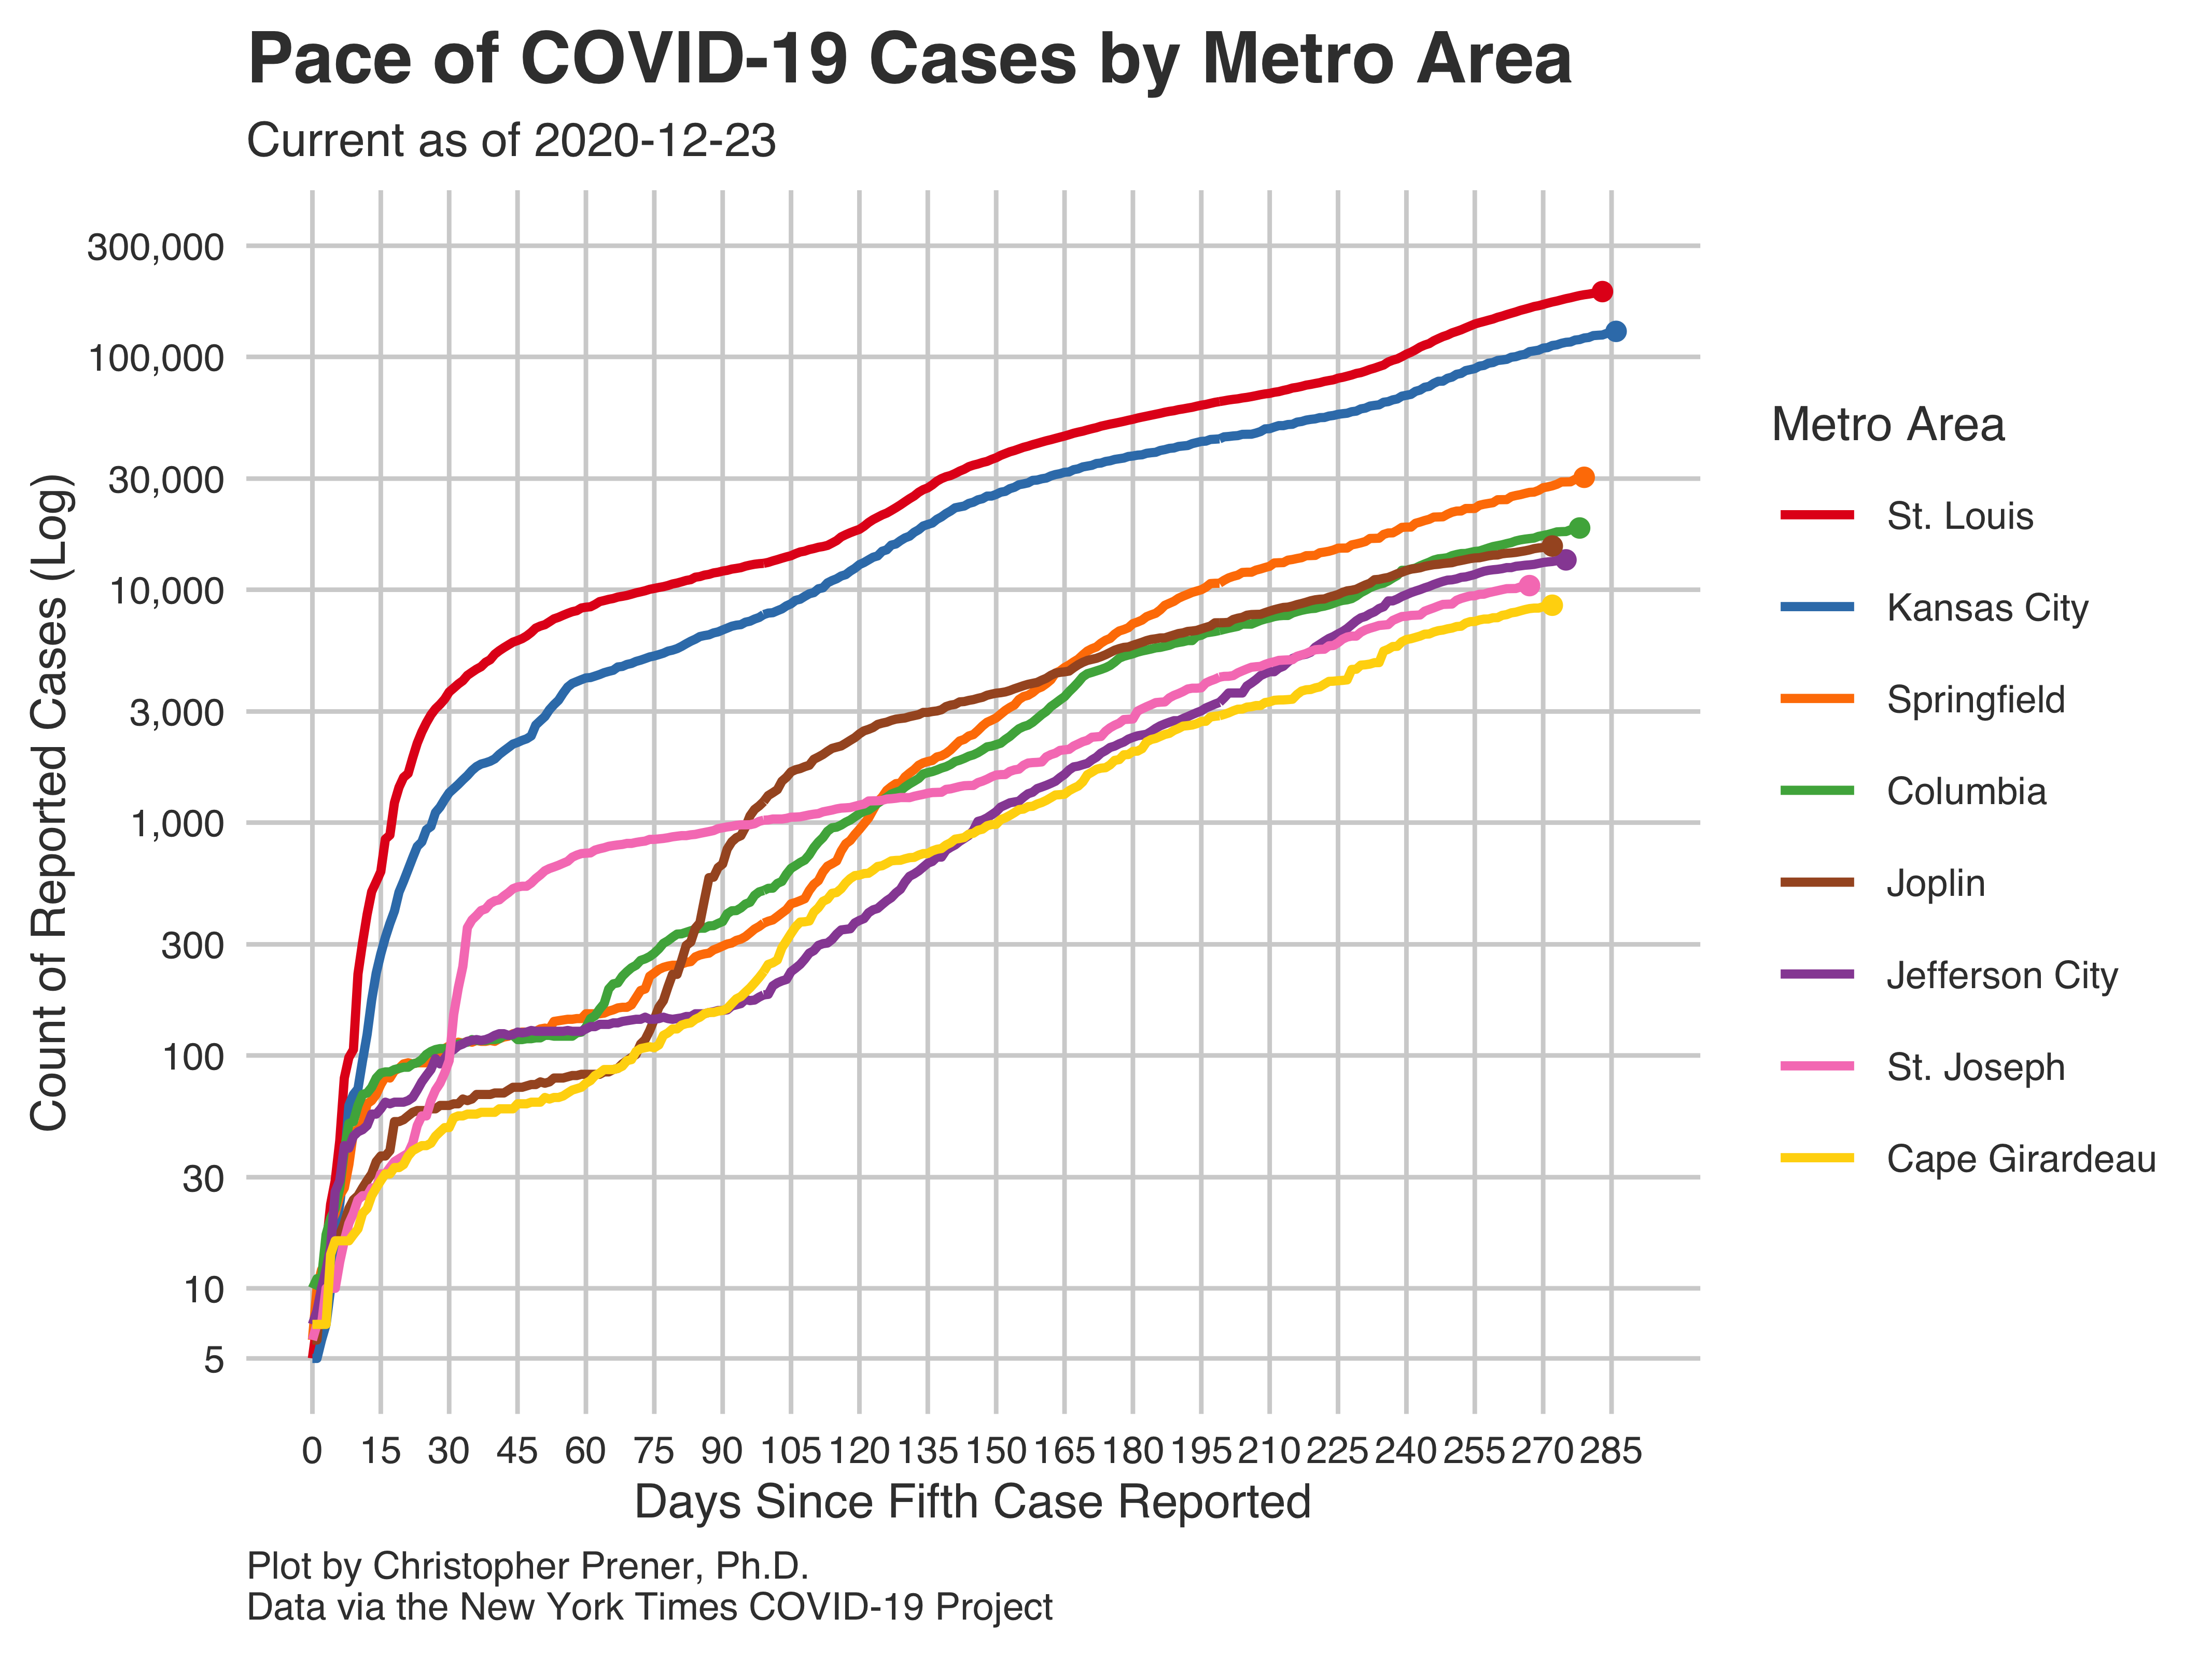 Pace of COVID-19 Cases by Metro Area
Current as of 2020-12-23
Count of Reported Cases (Log)
300,000
100,000
30,000
10,000
3,000
1,000
300
100
30
10
5
0 15 30 45 60 75 90 105 120 135 150 165 180 195 210 225 240 255 270 285
Days Since Fifth Case Reported
Metro Area
St. Louis
Kansas City
Springfield
Columbia
Joplin
Jefferson City
St. Joseph
Cape Girardeau
Plot by Christopher Prener, Ph.D.
Data via the New York Times COVID-19 Project